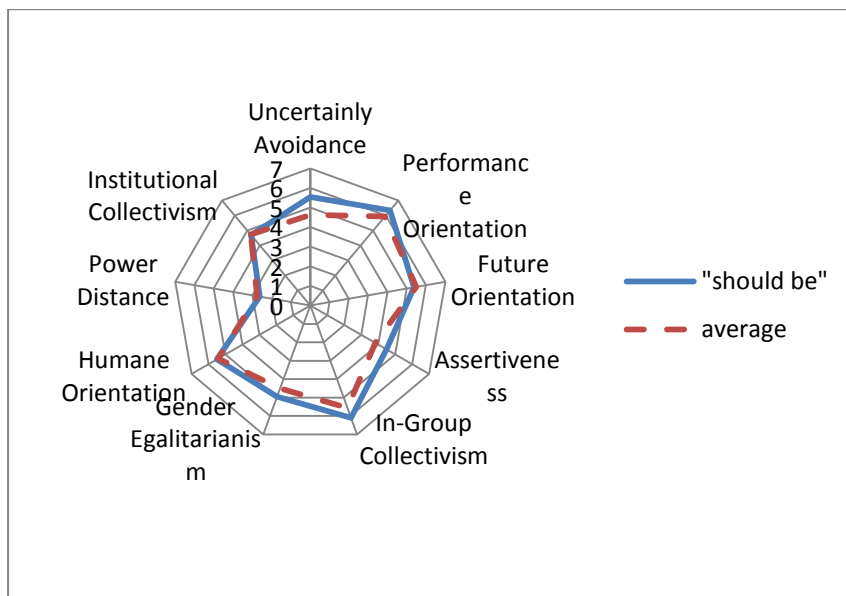 Uncertainly
Avoidance
Performanc
e
Orientation
Future
Orientation
Assertivene
ss
In-Group
Collectivism
Gender
Egalitarianis
m
Humane
Orientation
Power
Distance
Institutional
Collectivism
7
6
5
4
3
2
1
0
"should be"
average